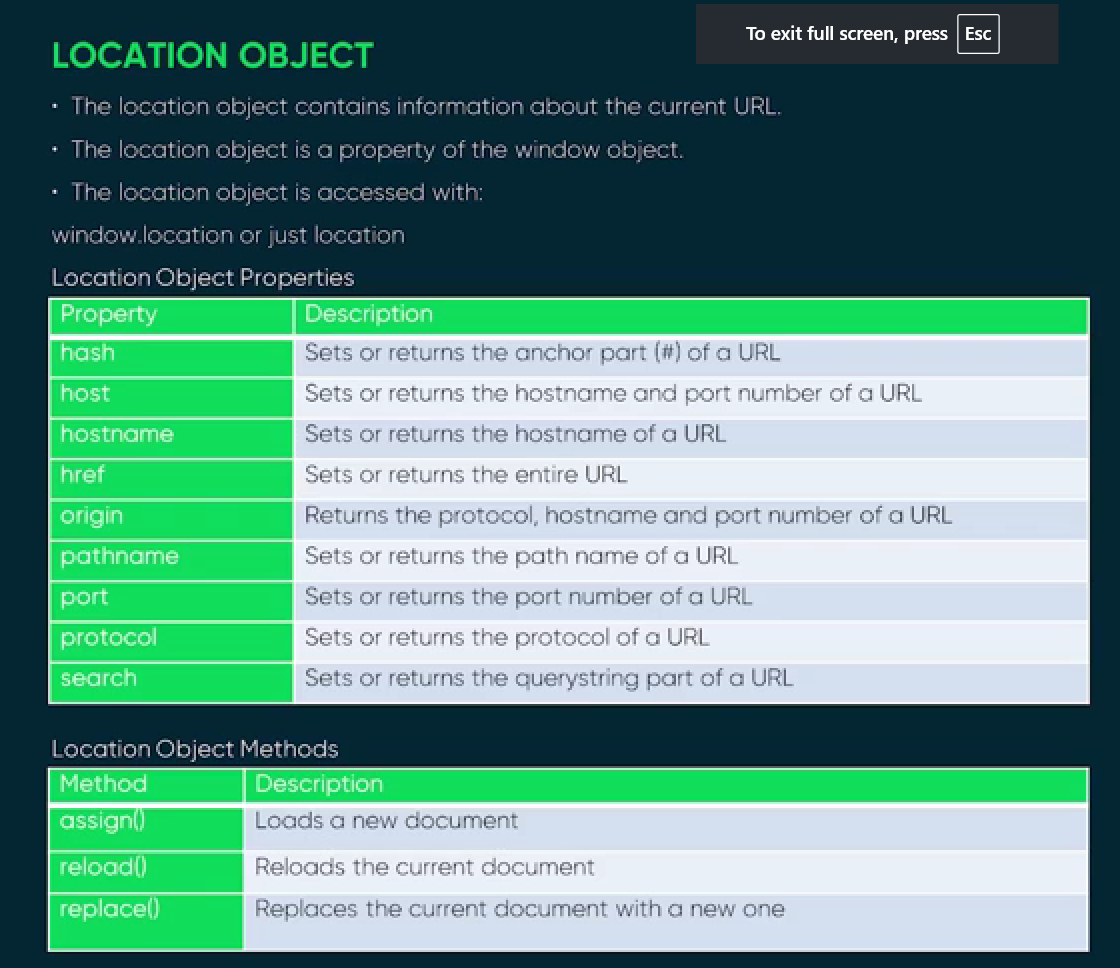 To exit full screen, press Esc
LOCATION OBJECT
• The location object contains information about the current URL.
• The location object is a property of the window object.
• The location object is accessed with:
window.location or just location
Location Object Properties
Property Description
hash Sets or returns the anchor part (#) of a URL
host Sets or returns the hostname and port number of a URL
hostname Sets or returns the hostname of a URL
href Sets or returns the entire URL
origin Returns the protocol, hostname and port number of a URL
pathname Sets or returns the path name of a URL
port Sets or returns the port number of a URL
protocol Sets or returns the protocol of a URL
search Sets or returns the querystring part of a URL
Location Object Methods
Method Description
assign() Loads a new document
reload() Reloads the current document
replace() Replaces the current document with a new one